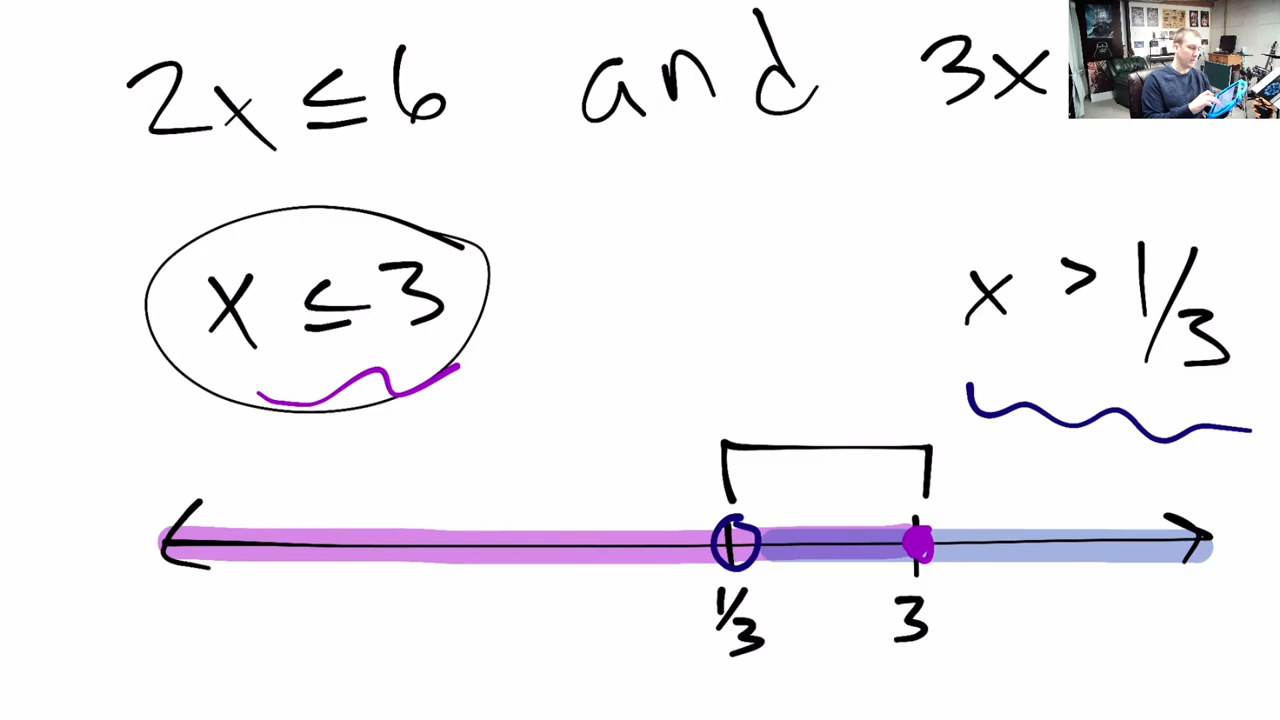 2x ≤ 6 and 3x
x ≤ 3 x > 1/3
1/3 3